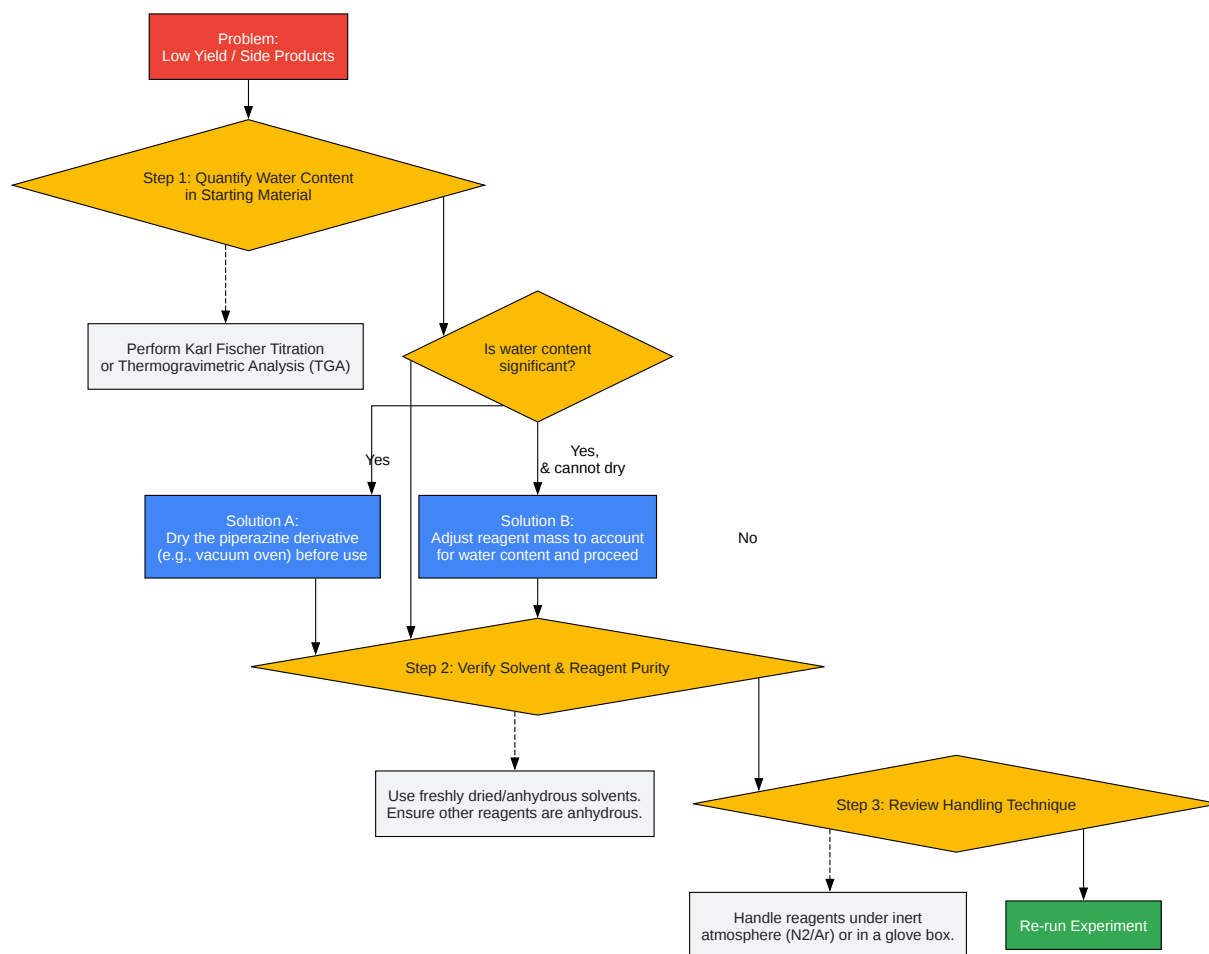 Problem:
Low Yield / Side Products
Step 1: Quantify Water Content
in Starting Material
Perform Karl Fischer Titration
or Thermogravimetric Analysis (TGA)
Is water content
significant?
Yes
Yes,
& cannot dry
Solution A:
Dry the piperazine derivative
(e.g., vacuum oven) before use
Solution B:
Adjust reagent mass to account
for water content and proceed
No
Step 2: Verify Solvent & Reagent Purity
Use freshly dried/anhydrous solvents.
Ensure other reagents are anhydrous.
Step 3: Review Handling Technique
Handle reagents under inert
atmosphere (N2/Ar) or in a glove box.
Re-run Experiment